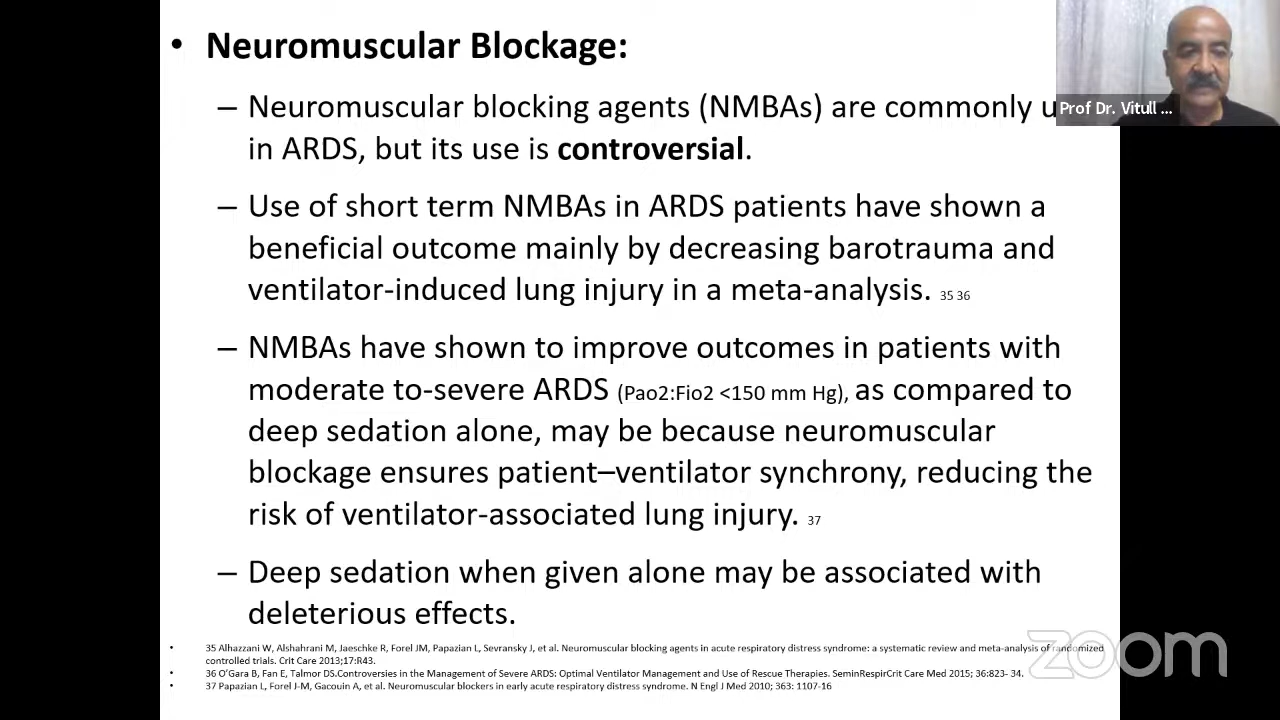 • Neuromuscular Blockage:
– Neuromuscular blocking agents (NMBAs) are commonly
in ARDS, but its use is controversial.
– Use of short term NMBAs in ARDS patients have shown a
beneficial outcome mainly by decreasing barotrauma and
ventilator-induced lung injury in a meta-analysis. 35 36
– NMBAs have shown to improve outcomes in patients with
moderate to-severe ARDS (Pao2:Fio2 <150 mm Hg), as compared to
deep sedation alone, may be because neuromuscular
blockage ensures patient–ventilator synchrony, reducing the
risk of ventilator-associated lung injury. 37
– Deep sedation when given alone may be associated with
deleterious effects.
• 35 Alhazzani W, Alshahrani M, Jaeschke R, Forel JM, Papazian L, Sevransky J, et al. Neuromuscular blocking agents in acute respiratory distress syndrome: a systematic review and meta-analysis of randomized
controlled trials. Crit Care 2013;17:R43.
• 36 O'Gara B, Fan E, Talmor DS.Controversies in the Management of Severe ARDS: Optimal Ventilator Management and Use of Rescue Therapies. SeminRespirCrit Care Med 2015; 36:823- 34.
• 37 Papazian L, Forel J-M, Gacouin A, et al. Neuromuscular blockers in early acute respiratory distress syndrome. N Engl J Med 2010; 363: 1107-16
Prof Dr. Vitull ...
zoom